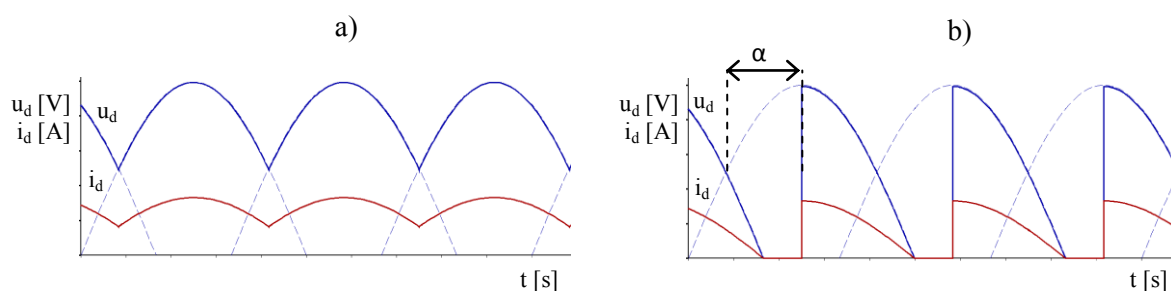 a)
u_d [V]
i_d [A]
u_d
i_d
t [s]
b)
α
u_d [V]
i_d [A]
u_d
i_d
t [s]